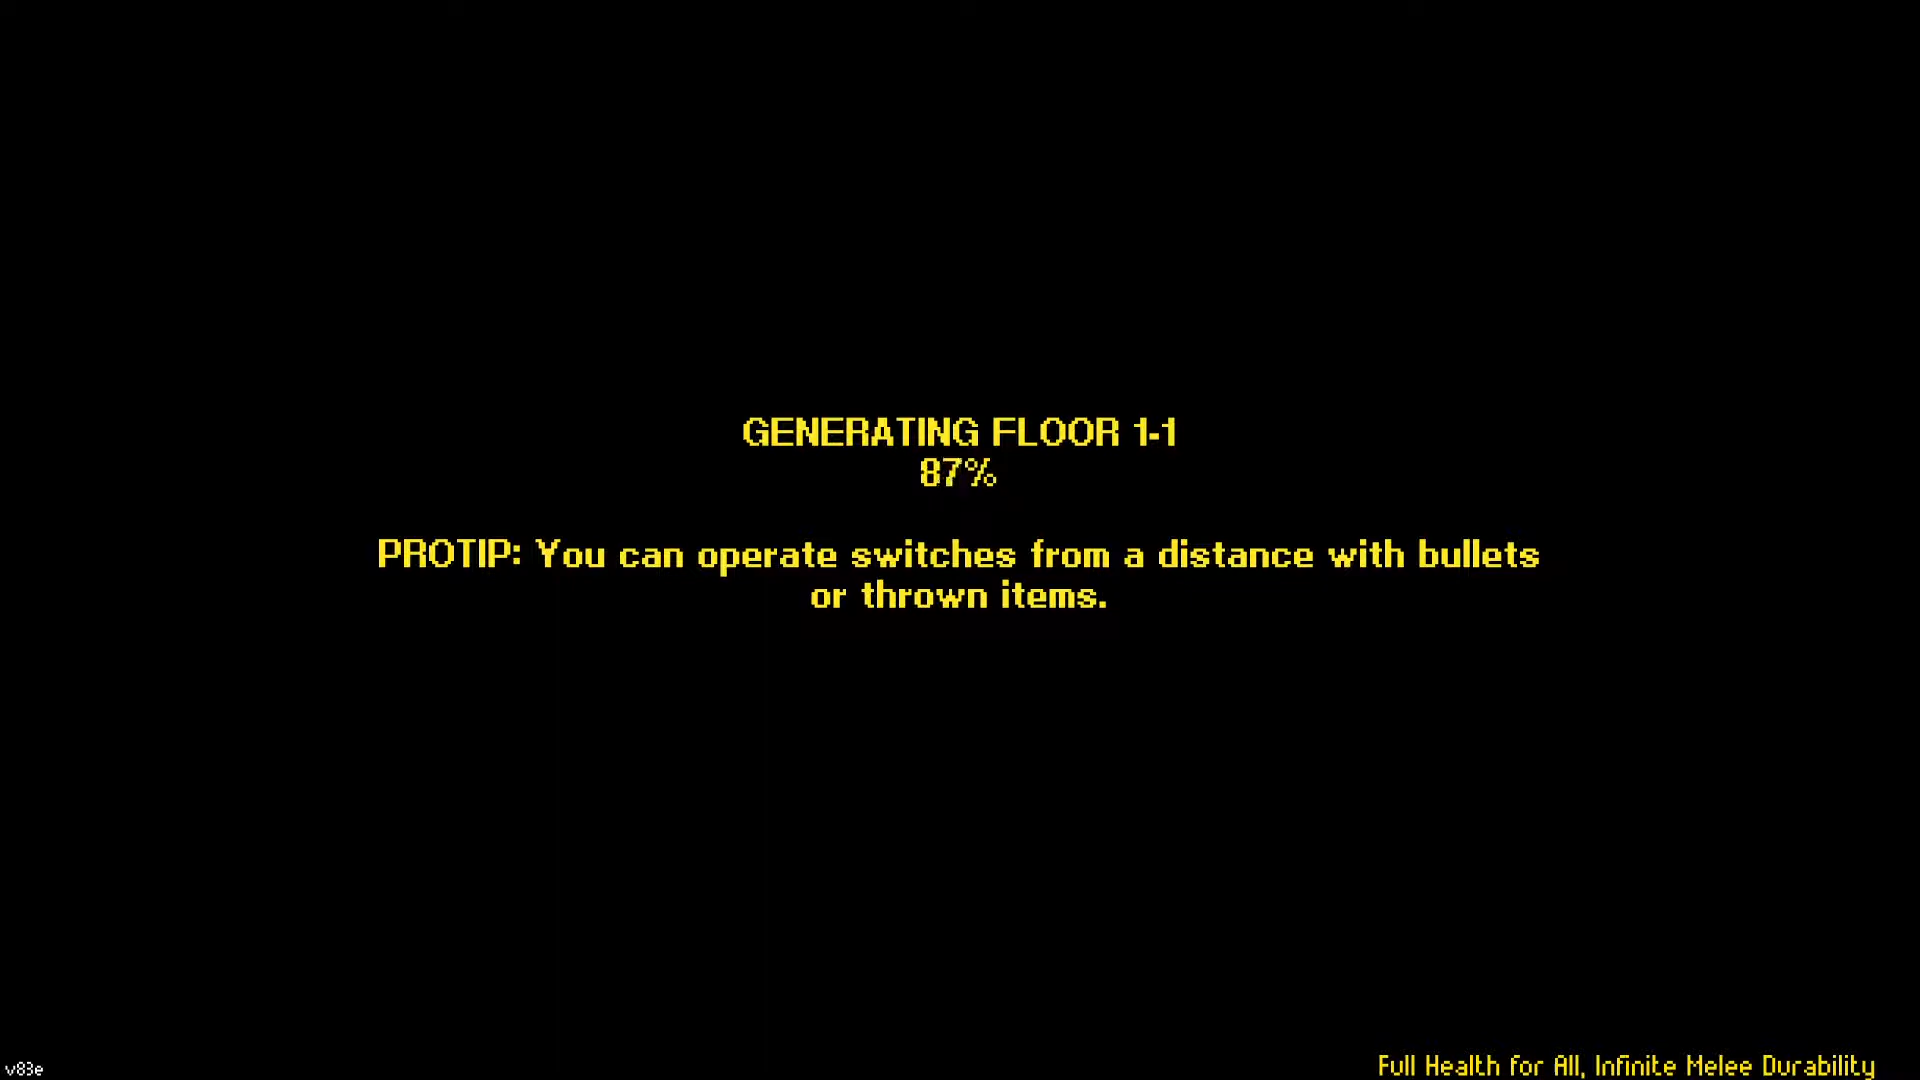 GENERATING FLOOR 1-1
87%
PROTIP: You can operate switches from a distance with bullets
or thrown items.
v83e
Full Health for All, Infinite Melee Durability